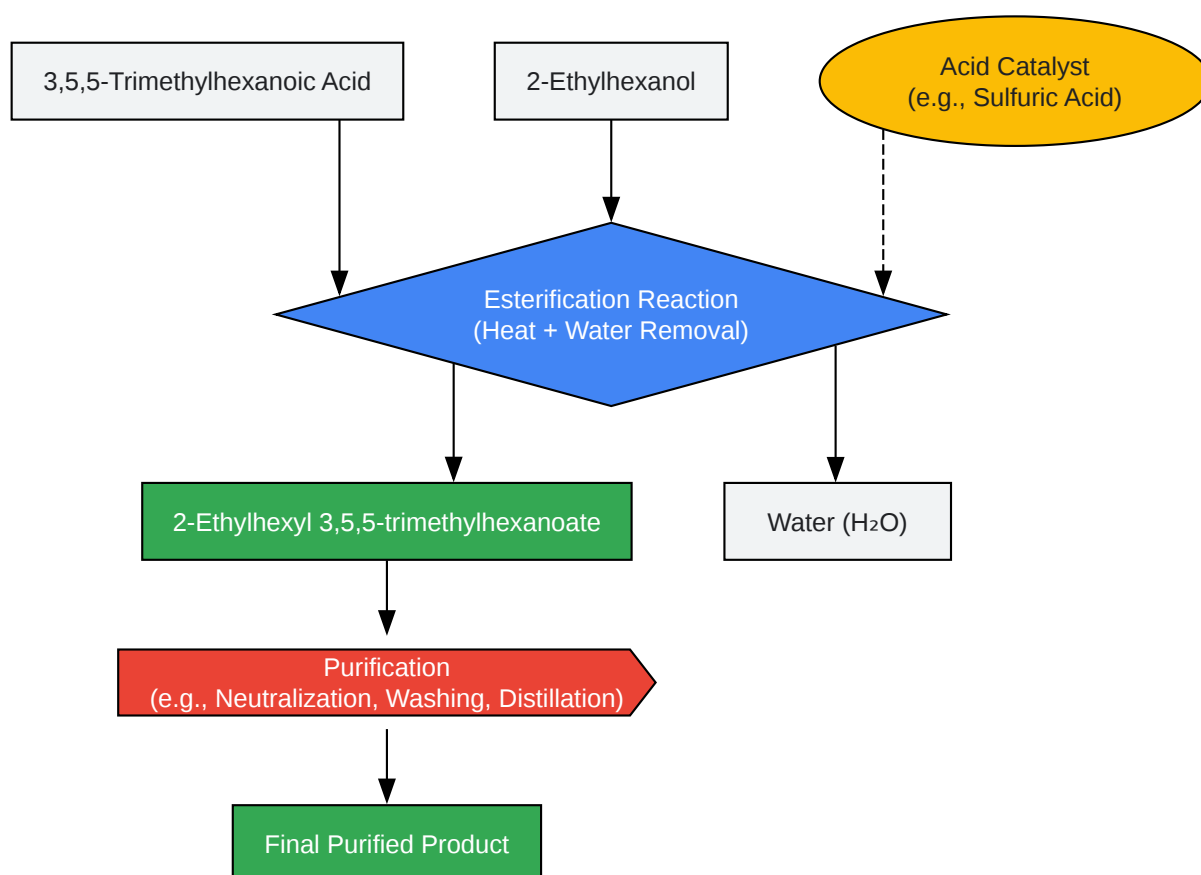 3,5,5-Trimethylhexanoic Acid
2-Ethylhexanol
Acid Catalyst
(e.g., Sulfuric Acid)
Esterification Reaction
(Heat + Water Removal)
2-Ethylhexyl 3,5,5-trimethylhexanoate
Water (H₂O)
Purification
(e.g., Neutralization, Washing, Distillation)
Final Purified Product